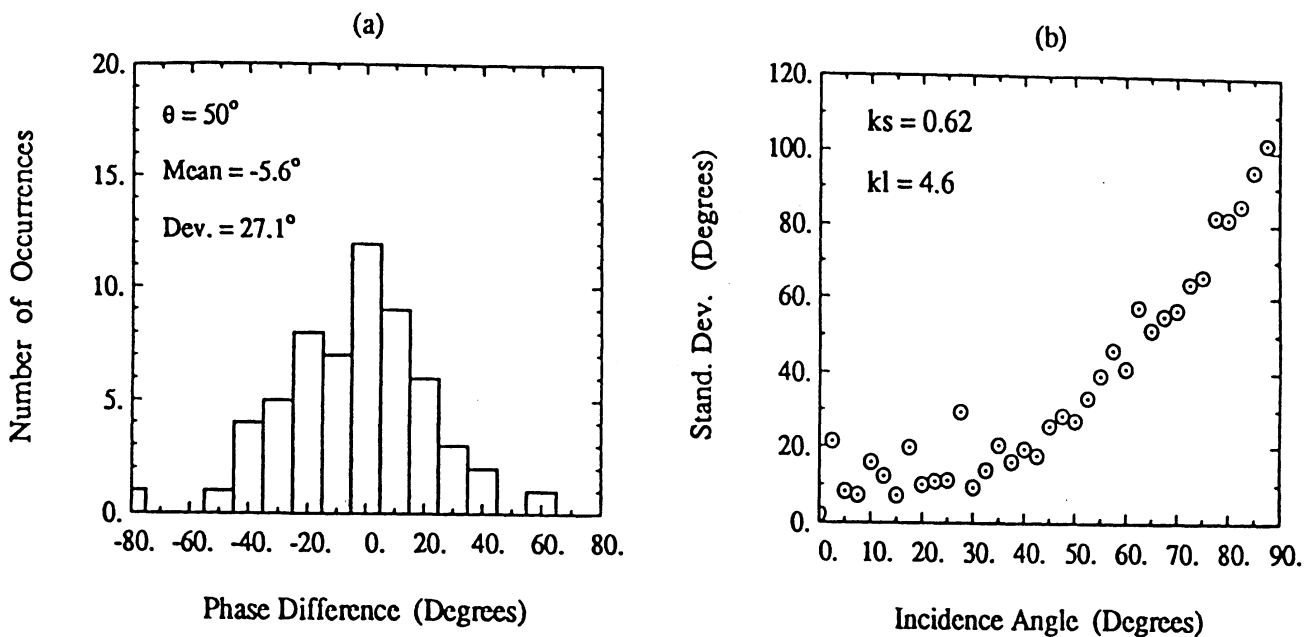 (a)
20.
15.
10.
5.
0.
-80. -60. -40. -20. 0. 20. 40. 60. 80.
Number of Occurrences
Phase Difference (Degrees)
θ = 50°
Mean = -5.6°
Dev. = 27.1°
(b)
120.
100.
80.
60.
40.
20.
0.
0. 10. 20. 30. 40. 50. 60. 70. 80. 90.
Stand. Dev. (Degrees)
Incidence Angle (Degrees)
ks = 0.62
kl = 4.6